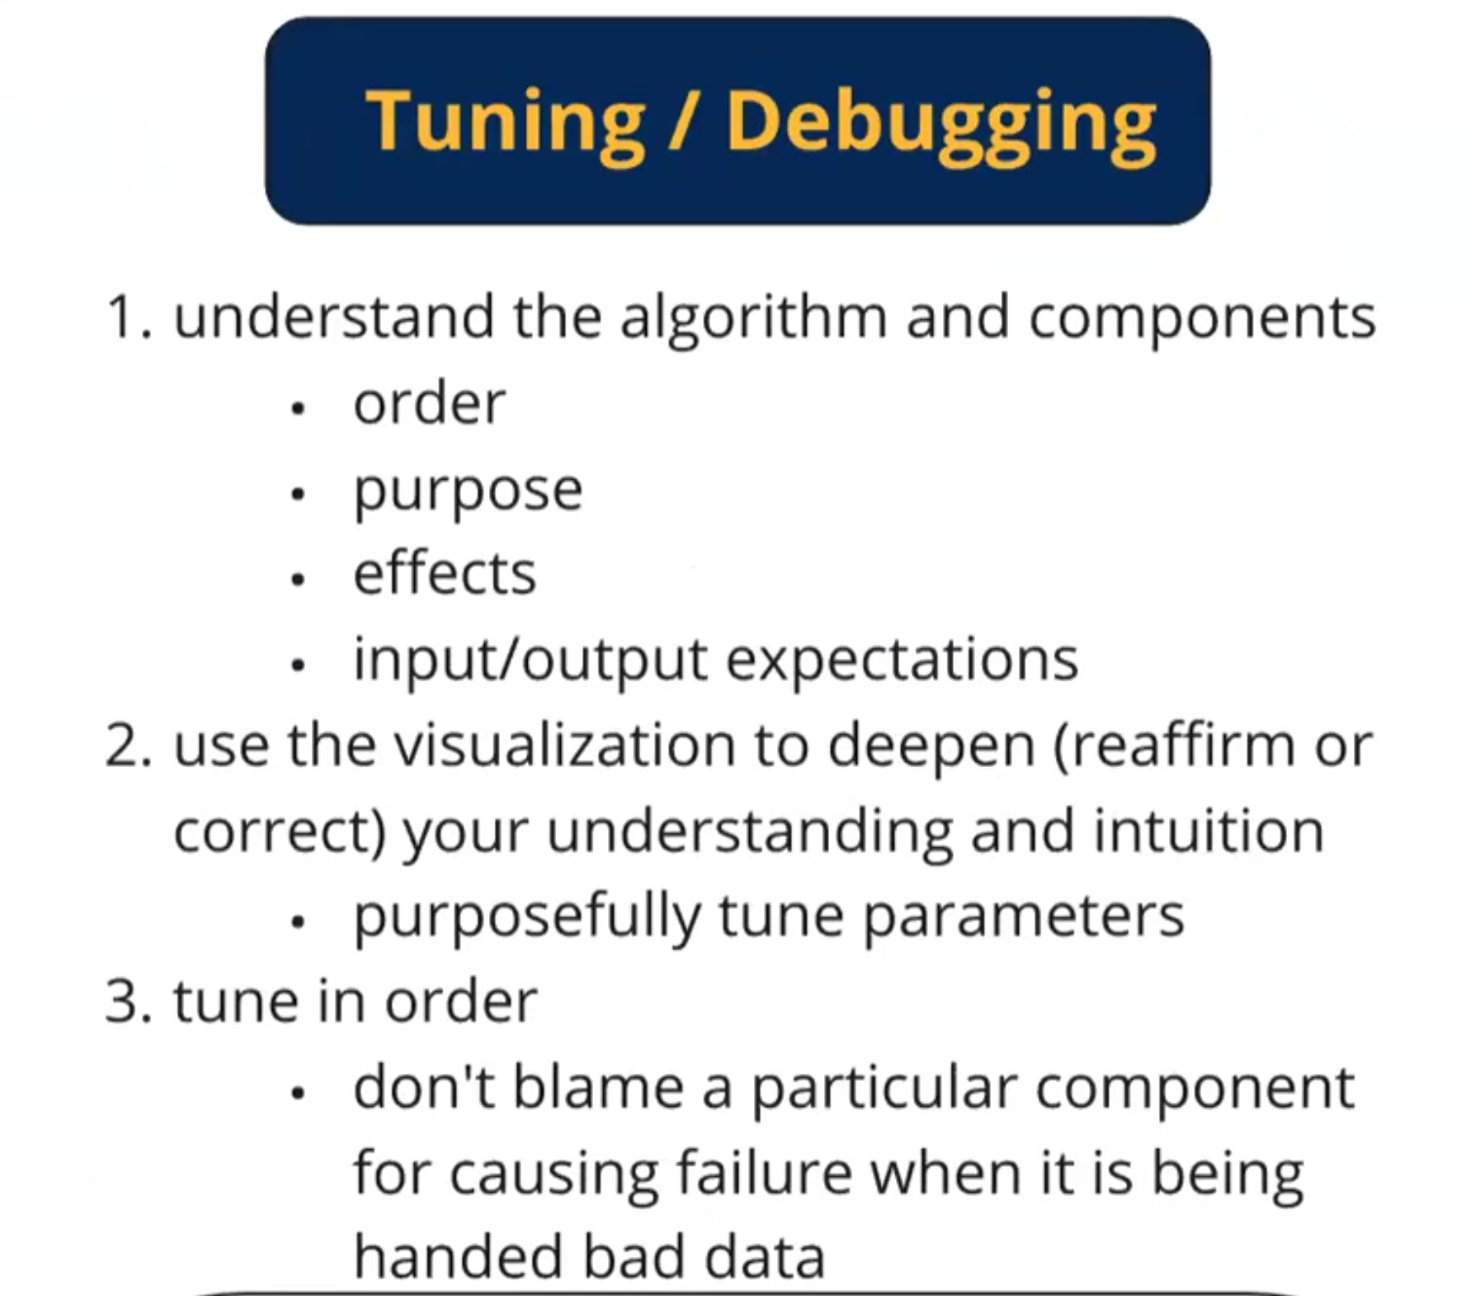 Tuning / Debugging
1. understand the algorithm and components
• order
• purpose
• effects
• input/output expectations
2. use the visualization to deepen (reaffirm or
correct) your understanding and intuition
• purposefully tune parameters
3. tune in order
• don't blame a particular component
for causing failure when it is being
handed bad data